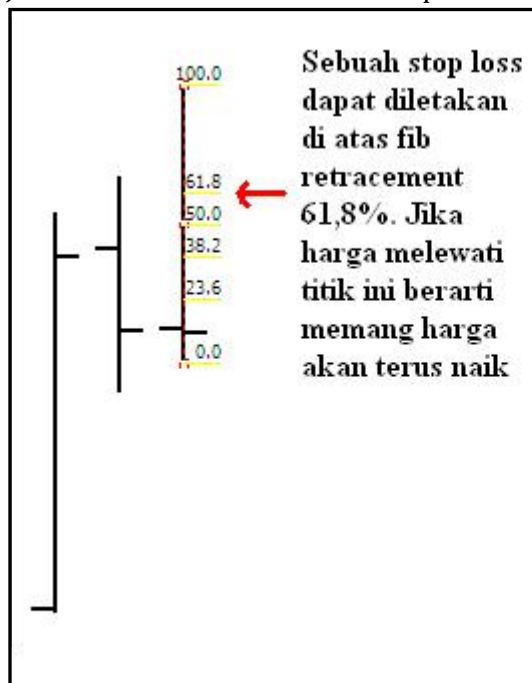 100.0
61.8
50.0
38.2
23.6
0.0
Sebuah stop loss
dapat diletakan
di atas fib
retracement
61,8%. Jika
harga melewati
titik ini berarti
memang harga
akan terus naik